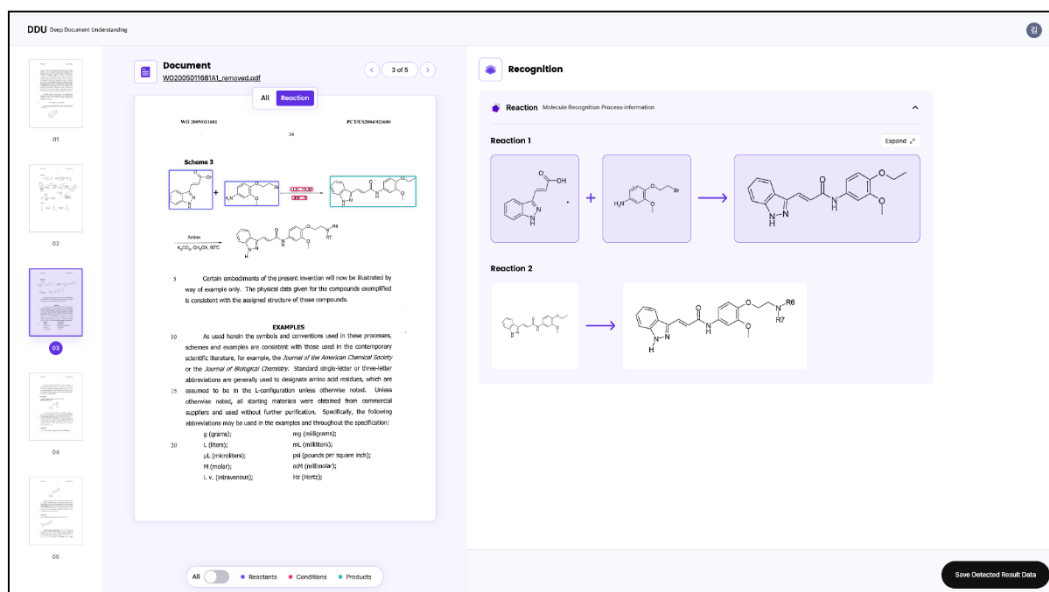 DDU Deep Document Understanding
김
01
02
03
04
05
Document
WO2005011681A1_removed.pdf
3 of 5
All
Reaction
WO 2005/011681
PCT/US2004/022600
24
Scheme 3
OH
N
NH
+
H₂N
O
Br
O
O
N
H
O
N
NH
O
Amine
K₂CO₃, CH₃CN, 60°C
O
N
H
O
N
R6
R7
O
N
N
H
5 Certain embodiments of the present invention will now be illustrated by
way of example only. The physical data given for the compounds exemplified
is consistent with the assigned structure of those compounds.
EXAMPLES
10 As used herein the symbols and conventions used in these processes,
schemes and examples are consistent with those used in the contemporary
scientific literature, for example, the Journal of the American Chemical Society
or the Journal of Biological Chemistry. Standard single-letter or three-letter
abbreviations are generally used to designate amino acid residues, which are
15 assumed to be in the L-configuration unless otherwise noted. Unless
otherwise noted, all starting materials were obtained from commercial
suppliers and used without further purification. Specifically, the following
abbreviations may be used in the examples and throughout the specification:
g (grams); mg (milligrams);
20 L (liters); mL (milliliters);
µL (microliters); psi (pounds per square inch);
M (molar); mM (millimolar);
i. v. (intravenous); Hz (Hertz);
All
Reactants
Conditions
Products
Recognition
Reaction Molecule Recognition Process information
Reaction 1
Expand
O
OH
N
N
H
+
O
Br
H₂N
O
O
N
H
O
O
N
N
H
Reaction 2
O
N
H
O
O
N
N
H
O
N
H
O
N
R6
R7
O
N
N
H
Save Detected Result Data